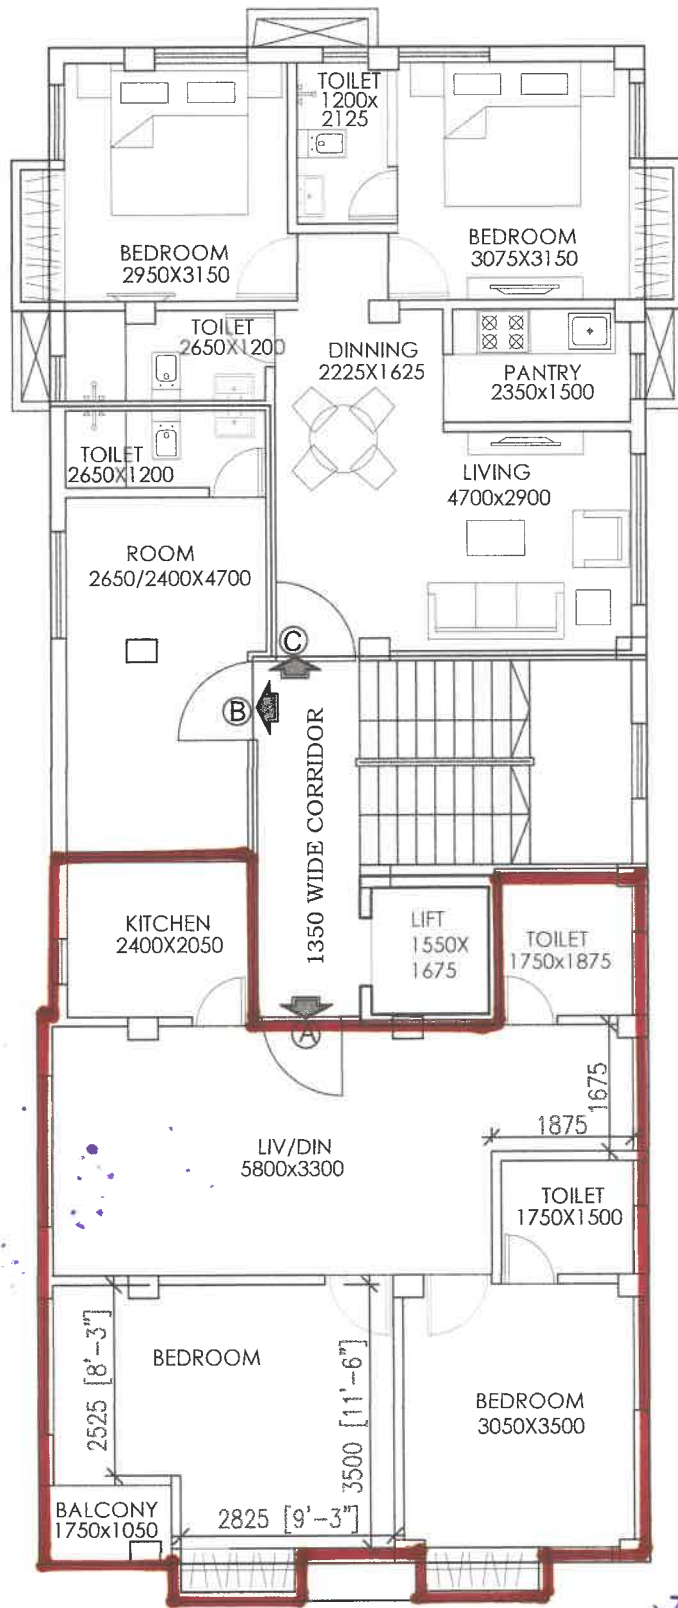 TOILET
1200x
2125
BEDROOM
2950X3150
BEDROOM
3075X3150
TOILET
2650X1200
DINNING
2225X1625
PANTRY
2350x1500
TOILET
2650X1200
LIVING
4700x2900
ROOM
2650/2400X4700
C
B
1350 WIDE CORRIDOR
KITCHEN
2400X2050
LIFT
1550X
1675
TOILET
1750x1875
A
1675
1875
LIV/DIN
5800x3300
TOILET
1750X1500
BEDROOM
2525 [8'-3"]
3500 [11'-6"]
BEDROOM
3050X3500
BALCONY
1750x1050
2825 [9'-3"]